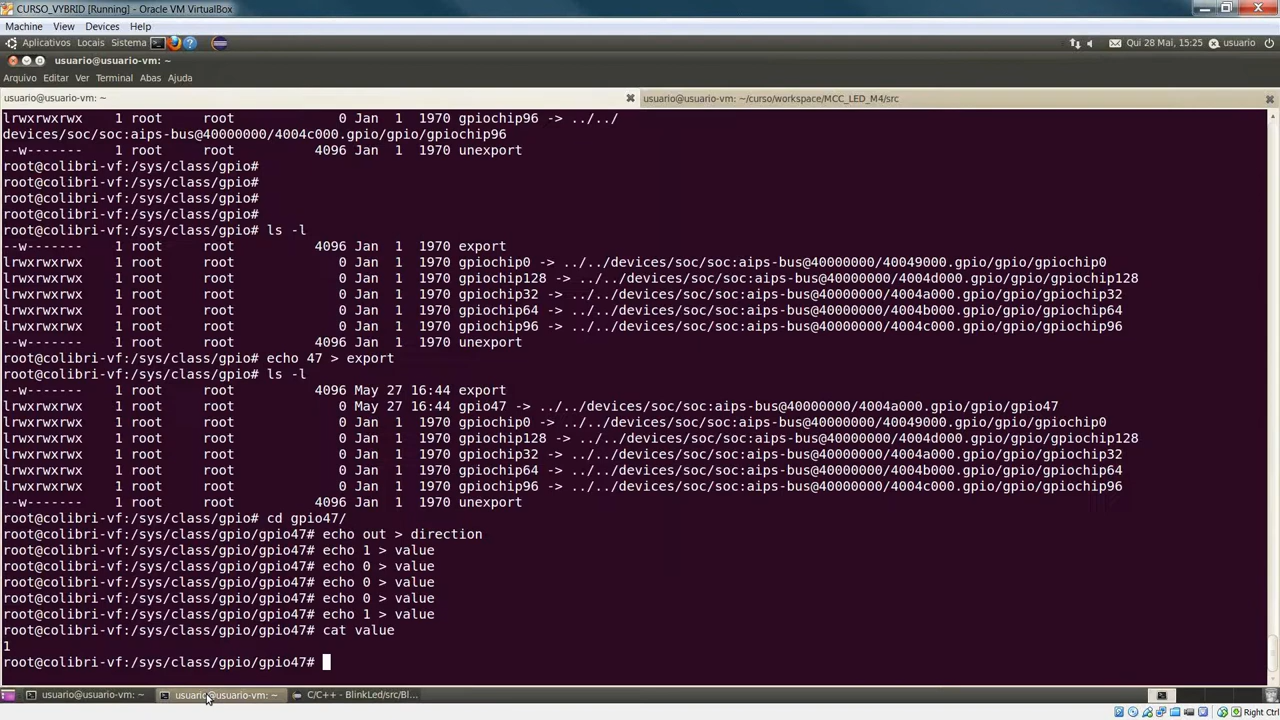 CURSO_VYBRID [Running] - Oracle VM VirtualBox
Machine View Devices Help
Aplicativos Locais Sistema Qui 28 Mai, 15:25 usuario
usuario@usuario-vm: ~
Arquivo Editar Ver Terminal Abas Ajuda
usuario@usuario-vm: ~ usuario@usuario-vm: ~/curso/workspace/MCC_LED_M4/src
lrwxrwxrwx 1 root root 0 Jan 1 1970 gpiochip96 -> ../../
devices/soc/soc:aips-bus@40000000/4004c000.gpio/gpio/gpiochip96
--w------- 1 root root 4096 Jan 1 1970 unexport
root@colibri-vf:/sys/class/gpio#
root@colibri-vf:/sys/class/gpio#
root@colibri-vf:/sys/class/gpio#
root@colibri-vf:/sys/class/gpio#
root@colibri-vf:/sys/class/gpio# ls -l
--w------- 1 root root 4096 Jan 1 1970 export
lrwxrwxrwx 1 root root 0 Jan 1 1970 gpiochip0 -> ../../devices/soc/soc:aips-bus@40000000/40049000.gpio/gpio/gpiochip0
lrwxrwxrwx 1 root root 0 Jan 1 1970 gpiochip128 -> ../../devices/soc/soc:aips-bus@40000000/4004d000.gpio/gpio/gpiochip128
lrwxrwxrwx 1 root root 0 Jan 1 1970 gpiochip32 -> ../../devices/soc/soc:aips-bus@40000000/4004a000.gpio/gpio/gpiochip32
lrwxrwxrwx 1 root root 0 Jan 1 1970 gpiochip64 -> ../../devices/soc/soc:aips-bus@40000000/4004b000.gpio/gpio/gpiochip64
lrwxrwxrwx 1 root root 0 Jan 1 1970 gpiochip96 -> ../../devices/soc/soc:aips-bus@40000000/4004c000.gpio/gpio/gpiochip96
--w------- 1 root root 4096 Jan 1 1970 unexport
root@colibri-vf:/sys/class/gpio# echo 47 > export
root@colibri-vf:/sys/class/gpio# ls -l
--w------- 1 root root 4096 May 27 16:44 export
lrwxrwxrwx 1 root root 0 May 27 16:44 gpio47 -> ../../devices/soc/soc:aips-bus@40000000/4004a000.gpio/gpio/gpio47
lrwxrwxrwx 1 root root 0 Jan 1 1970 gpiochip0 -> ../../devices/soc/soc:aips-bus@40000000/40049000.gpio/gpio/gpiochip0
lrwxrwxrwx 1 root root 0 Jan 1 1970 gpiochip128 -> ../../devices/soc/soc:aips-bus@40000000/4004d000.gpio/gpio/gpiochip128
lrwxrwxrwx 1 root root 0 Jan 1 1970 gpiochip32 -> ../../devices/soc/soc:aips-bus@40000000/4004a000.gpio/gpio/gpiochip32
lrwxrwxrwx 1 root root 0 Jan 1 1970 gpiochip64 -> ../../devices/soc/soc:aips-bus@40000000/4004b000.gpio/gpio/gpiochip64
lrwxrwxrwx 1 root root 0 Jan 1 1970 gpiochip96 -> ../../devices/soc/soc:aips-bus@40000000/4004c000.gpio/gpio/gpiochip96
--w------- 1 root root 4096 Jan 1 1970 unexport
root@colibri-vf:/sys/class/gpio# cd gpio47/
root@colibri-vf:/sys/class/gpio/gpio47# echo out > direction
root@colibri-vf:/sys/class/gpio/gpio47# echo 1 > value
root@colibri-vf:/sys/class/gpio/gpio47# echo 0 > value
root@colibri-vf:/sys/class/gpio/gpio47# echo 0 > value
root@colibri-vf:/sys/class/gpio/gpio47# echo 0 > value
root@colibri-vf:/sys/class/gpio/gpio47# echo 1 > value
root@colibri-vf:/sys/class/gpio/gpio47# cat value
1
root@colibri-vf:/sys/class/gpio/gpio47#
usuario@usuario-vm: ~ usuario@usuario-vm: ~ C/C++ - BlinkLed/src/Bl...
Right Ctrl